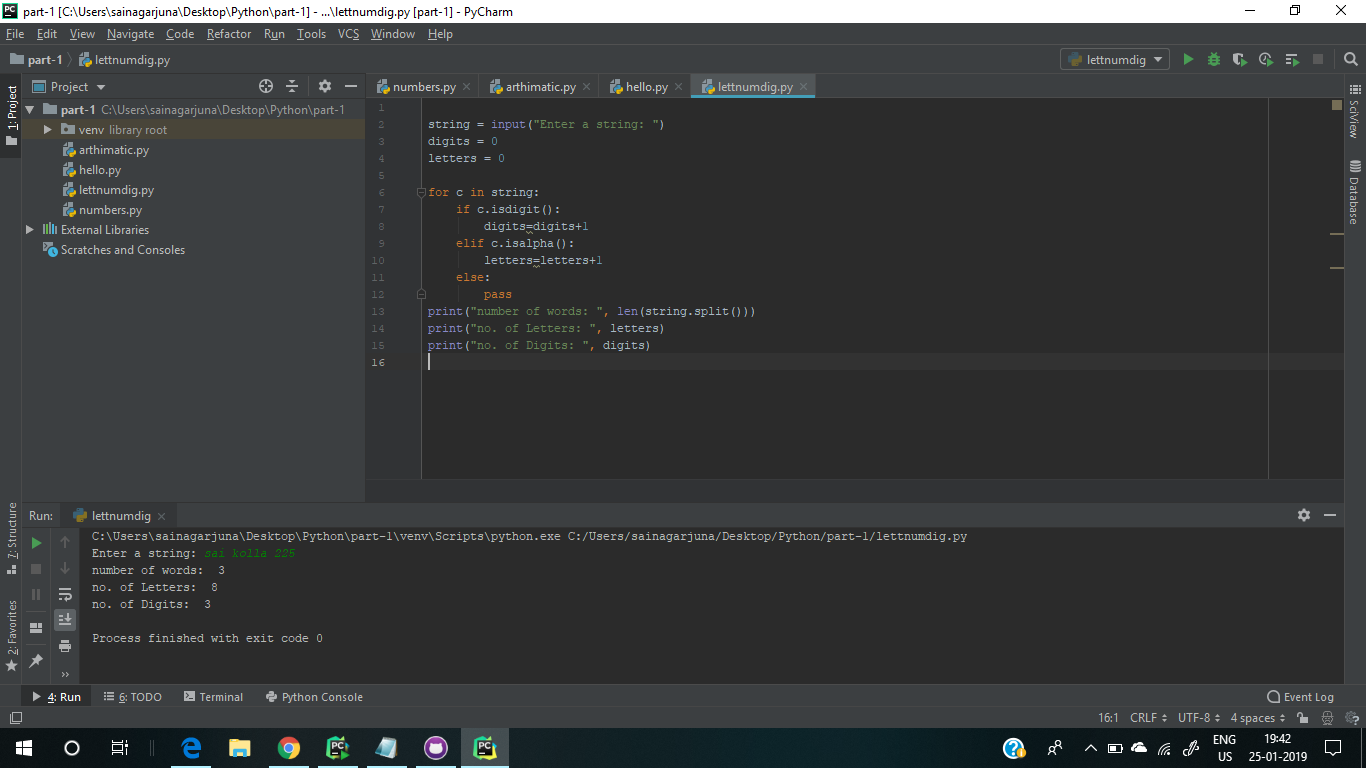 part-1 [C:\Users\sainagarjuna\Desktop\Python\part-1] - ...\lettnumdig.py [part-1] - PyCharm
File Edit View Navigate Code Refactor Run Tools VCS Window Help
part-1 lettnumdig.py
lettnumdig
Project
numbers.py arthimatic.py hello.py lettnumdig.py
1: Project
part-1 C:\Users\sainagarjuna\Desktop\Python\part-1
venv library root
arthimatic.py
hello.py
lettnumdig.py
numbers.py
External Libraries
Scratches and Consoles
1
2 string = input("Enter a string: ")
3 digits = 0
4 letters = 0
5
6 for c in string:
7 if c.isdigit():
8 digits=digits+1
9 elif c.isalpha():
10 letters=letters+1
11 else:
12 pass
13 print("number of words: ", len(string.split()))
14 print("no. of Letters: ", letters)
15 print("no. of Digits: ", digits)
16
SciView
Database
7: Structure
2: Favorites
Run: lettnumdig
C:\Users\sainagarjuna\Desktop\Python\part-1\venv\Scripts\python.exe C:/Users/sainagarjuna/Desktop/Python/part-1/lettnumdig.py
Enter a string: sai kolla 225
number of words:  3
no. of Letters:  8
no. of Digits:  3
Process finished with exit code 0
4: Run 6: TODO Terminal Python Console Event Log
16:1 CRLF UTF-8 4 spaces
ENG 19:42
US 25-01-2019